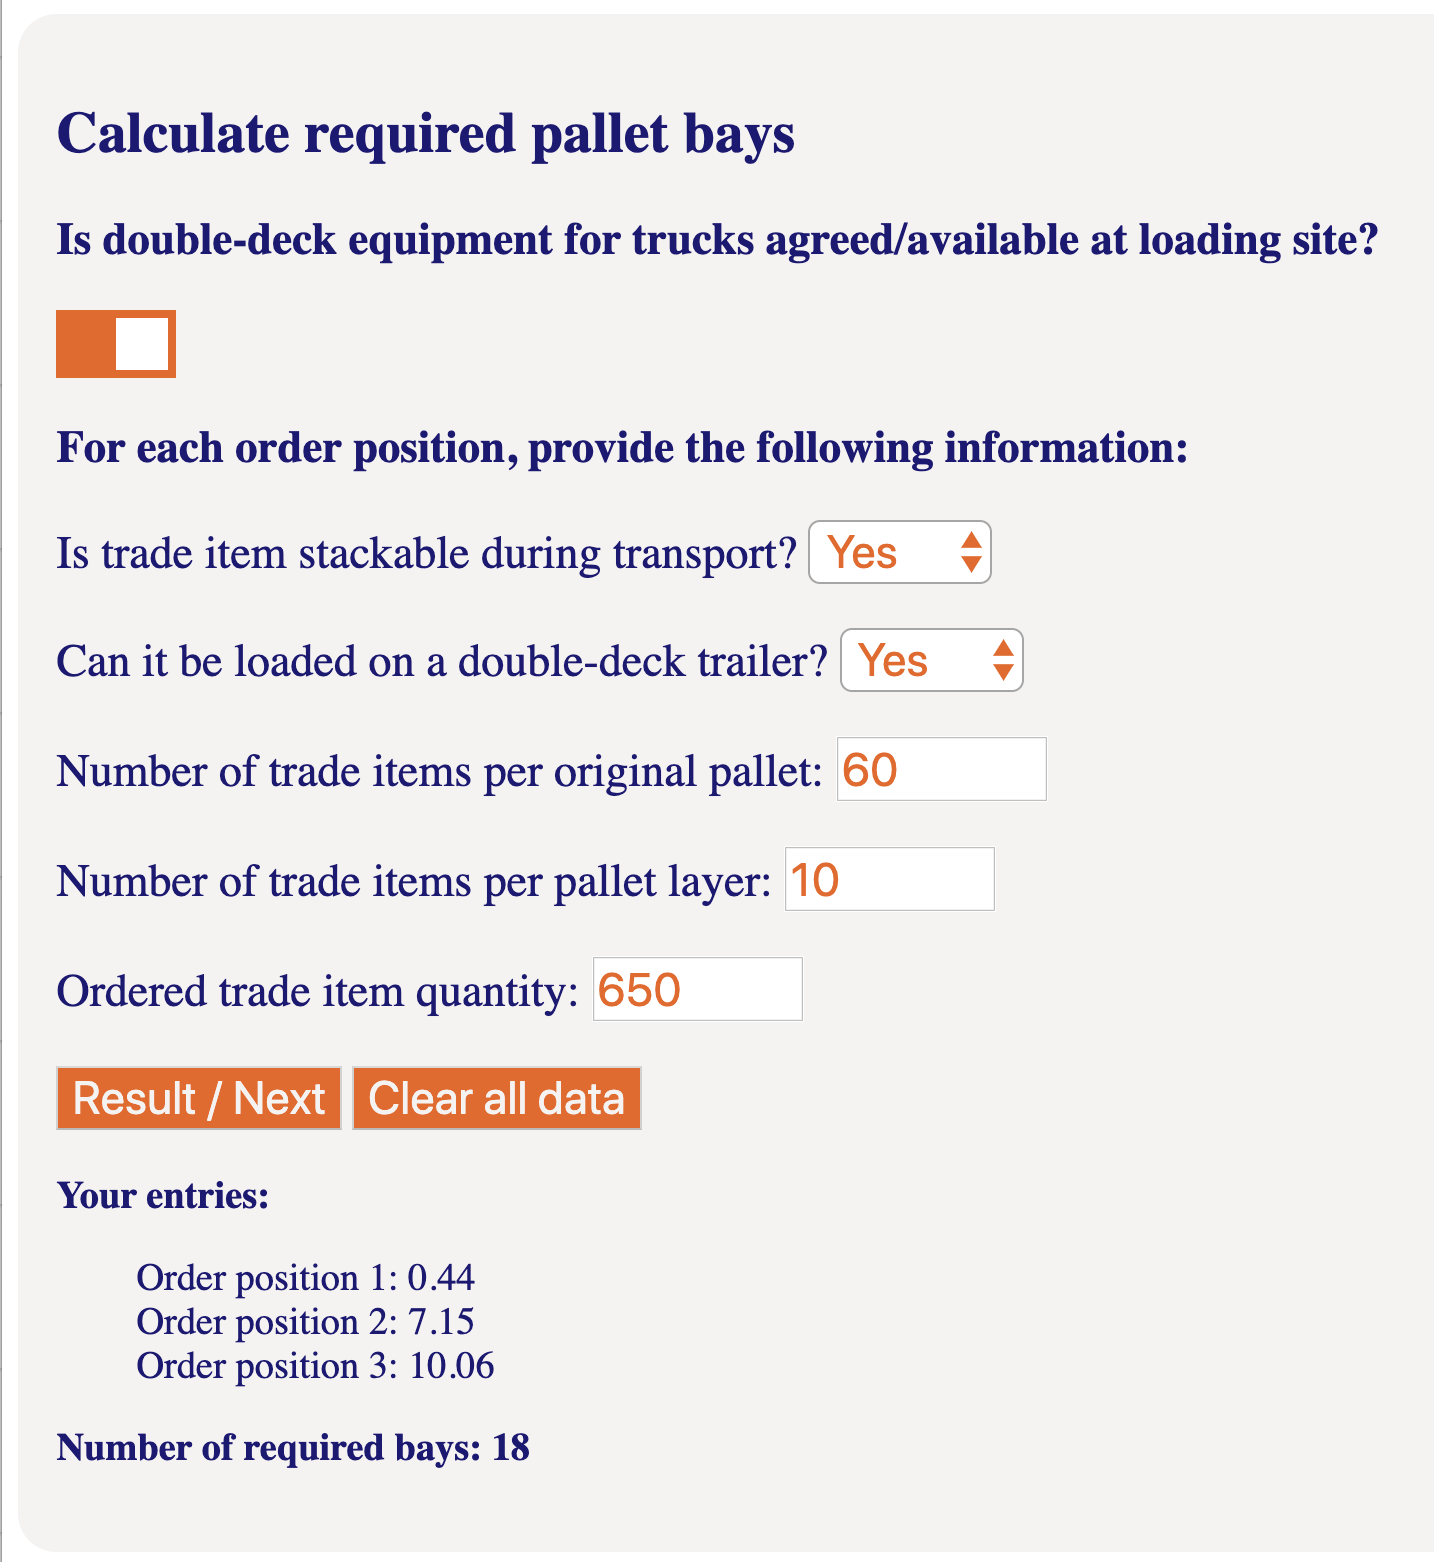 Calculate required pallet bays
Is double-deck equipment for trucks agreed/available at loading site?
For each order position, provide the following information:
Is trade item stackable during transport? Yes
Can it be loaded on a double-deck trailer? Yes
Number of trade items per original pallet: 60
Number of trade items per pallet layer: 10
Ordered trade item quantity: 650
Result / Next Clear all data
Your entries:
Order position 1: 0.44
Order position 2: 7.15
Order position 3: 10.06
Number of required bays: 18